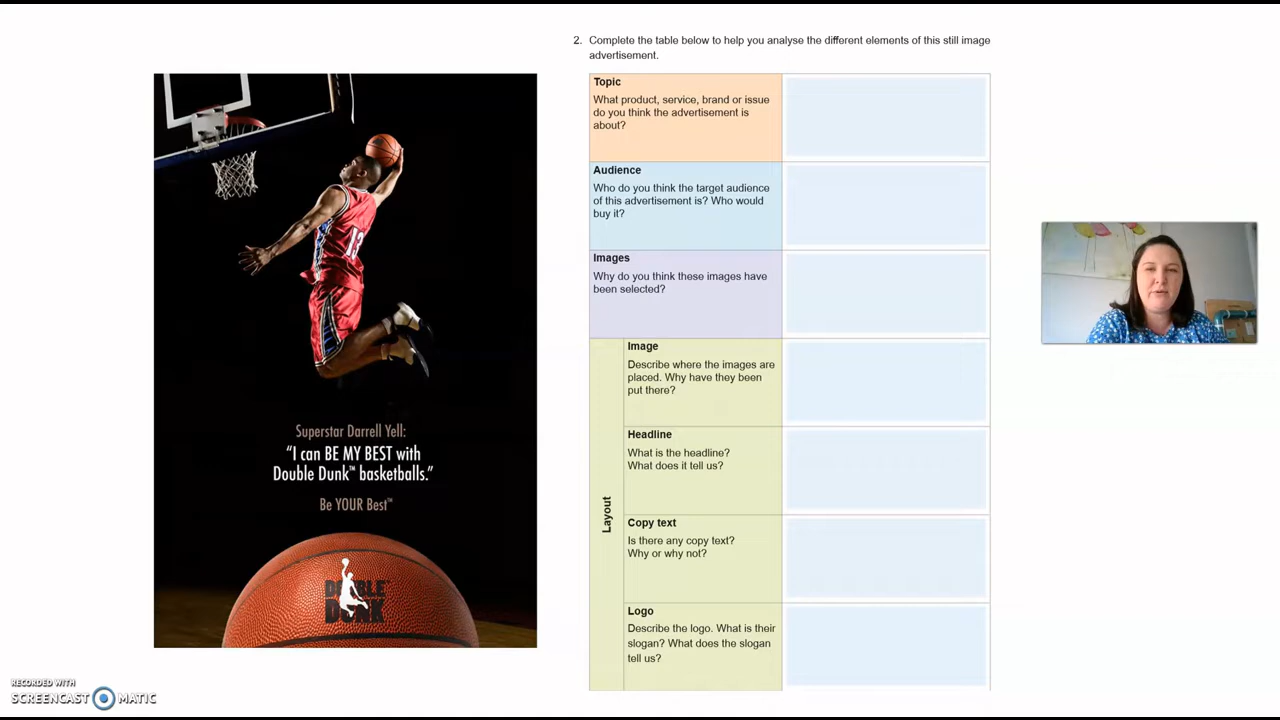 2. Complete the table below to help you analyse the different elements of this still image
advertisement.
Topic
What product, service, brand or issue
do you think the advertisement is
about?
Audience
Who do you think the target audience
of this advertisement is? Who would
buy it?
Images
Why do you think these images have
been selected?
Layout
Image
Describe where the images are
placed. Why have they been
put there?
Headline
What is the headline?
What does it tell us?
Copy text
Is there any copy text?
Why or why not?
Logo
Describe the logo. What is their
slogan? What does the slogan
tell us?
13
Superstar Darrell Yell:
“I can BE MY BEST with
Double Dunk™ basketballs.”
Be YOUR Best™
DOUBLE
DUNK
RECORDED WITH
SCREENCAST MATIC